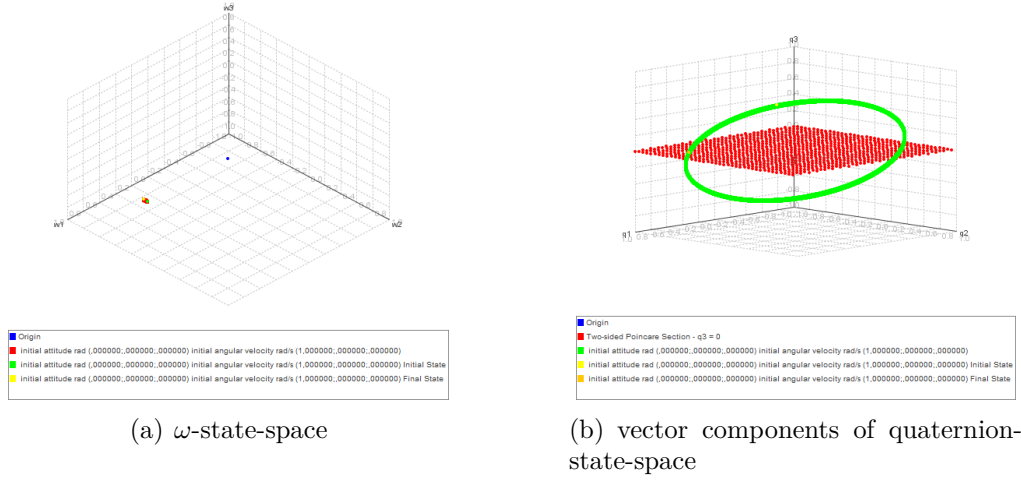 w3
w1
w2
Origin
initial attitude rad (,000000;,000000;,000000) initial angular velocity rad/s (1,000000;,000000;,000000)
initial attitude rad (,000000;,000000;,000000) initial angular velocity rad/s (1,000000;,000000;,000000) Initial State
initial attitude rad (,000000;,000000;,000000) initial angular velocity rad/s (1,000000;,000000;,000000) Final State
(a) ω-state-space
q3
q1
q2
Origin
Two-sided Poincare Section - q3 = 0
initial attitude rad (,000000;,000000;,000000) initial angular velocity rad/s (1,000000;,000000;,000000)
initial attitude rad (,000000;,000000;,000000) initial angular velocity rad/s (1,000000;,000000;,000000) Initial State
initial attitude rad (,000000;,000000;,000000) initial angular velocity rad/s (1,000000;,000000;,000000) Final State
(b) vector components of quaternion-
state-space